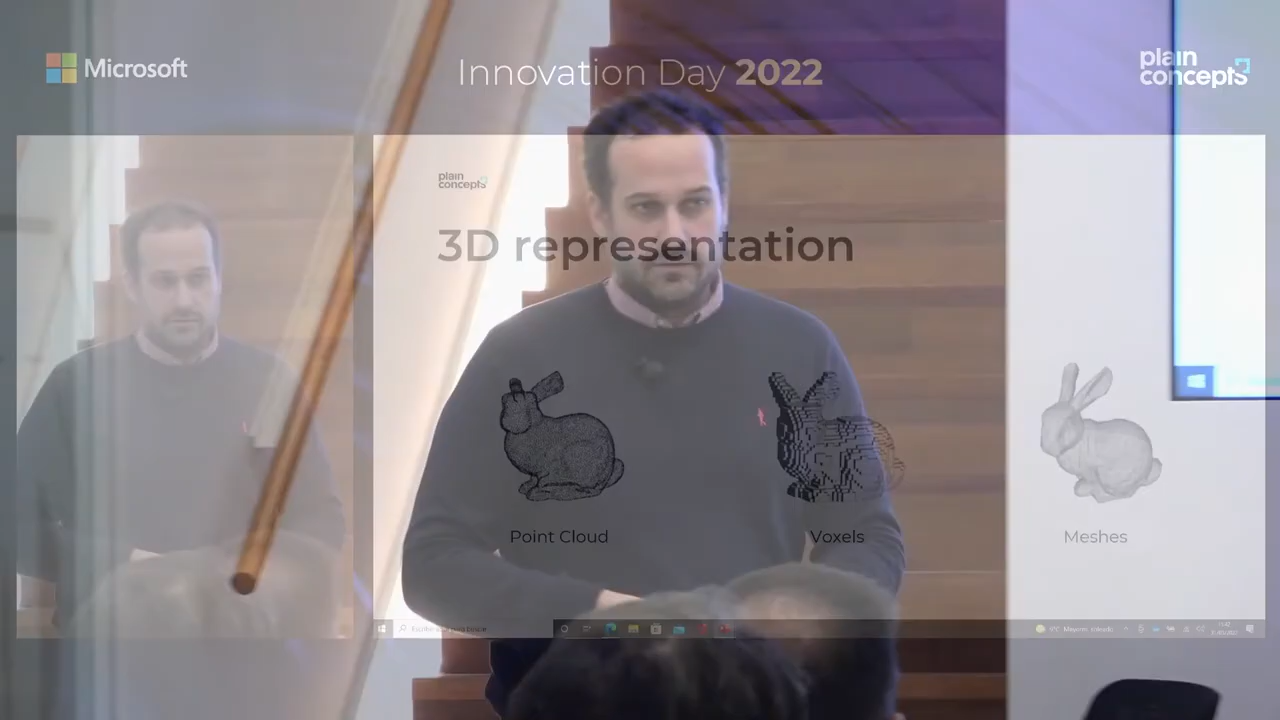 Microsoft
Innovation Day 2022
plain
concepts
plain
concepts
3D representation
Point Cloud
Voxels
Meshes